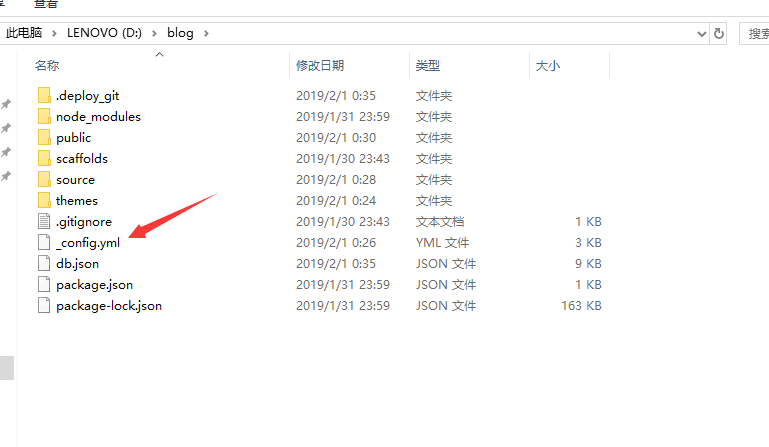 查看
此电脑 > LENOVO (D:) > blog >
搜索
名称 修改日期 类型 大小
.deploy_git 2019/2/1 0:35 文件夹
node_modules 2019/1/31 23:59 文件夹
public 2019/2/1 0:30 文件夹
scaffolds 2019/1/30 23:43 文件夹
source 2019/2/1 0:28 文件夹
themes 2019/2/1 0:24 文件夹
.gitignore 2019/1/30 23:43 文本文档 1 KB
_config.yml 2019/2/1 0:26 YML 文件 3 KB
db.json 2019/2/1 0:35 JSON 文件 9 KB
package.json 2019/1/31 23:59 JSON 文件 1 KB
package-lock.json 2019/1/31 23:59 JSON 文件 163 KB